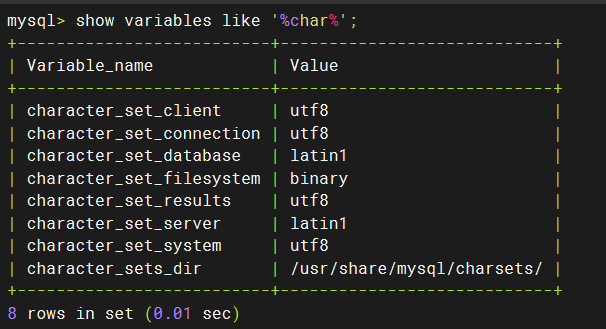 mysql> show variables like '%char%';
+--------------------------+----------------------------+
| Variable_name            | Value                      |
+--------------------------+----------------------------+
| character_set_client     | utf8                       |
| character_set_connection | utf8                       |
| character_set_database   | latin1                     |
| character_set_filesystem | binary                     |
| character_set_results    | utf8                       |
| character_set_server     | latin1                     |
| character_set_system     | utf8                       |
| character_sets_dir       | /usr/share/mysql/charsets/ |
+--------------------------+----------------------------+
8 rows in set (0.01 sec)